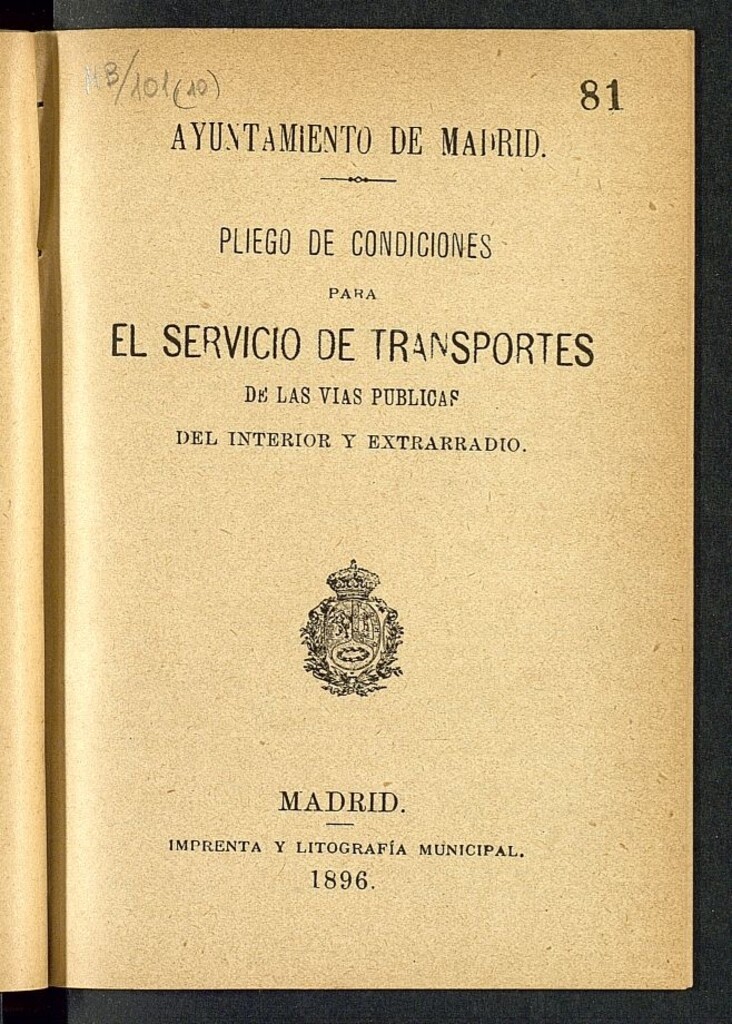 MB/101(10)
81
AYUNTAMIENTO DE MADRID.
PLIEGO DE CONDICIONES
PARA
EL SERVICIO DE TRANSPORTES
DE LAS VIAS PUBLICAS
DEL INTERIOR Y EXTRARRADIO.
MADRID.
IMPRENTA Y LITOGRAFÍA MUNICIPAL.
1896.